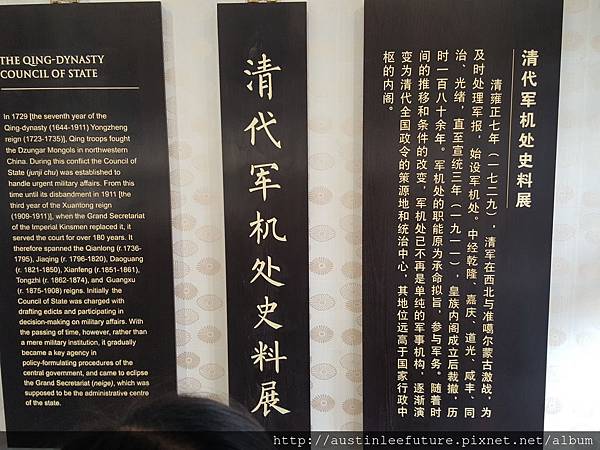 THE QING-DYNASTY
COUNCIL OF STATE
In 1729 [the seventh year of the
Qing-dynasty (1644-1911) Yongzheng
reign (1723-1735)], Qing troops fought
the Dzungar Mongols in northwestern
China. During this conflict the Council of
State (junji chu) was established to
handle urgent military affairs. From this
time until its disbandment in 1911 [the
third year of the Xuantong reign
(1909-1911)], when the Grand Secretariat
of the Imperial Kinsmen replaced it, it
served the court for over 180 years. It
therefore spanned the Qianlong (r.1736-
1795), Jiaqing (r. 1796-1820), Daoguang
(r. 1821-1850), Xianfeng (r.1851-1861),
Tongzhi (r. 1862-1874), and Guangxu
(r. 1875-1908) reigns. Initially the
Council of State was charged with
drafting edicts and participating in
decision-making on military affairs. With
the passing of time, however, rather than
a mere military institution, it gradually
became a key agency in
policy-formulating procedures of the
central government, and came to eclipse
the Grand Secretariat (neige), which was
supposed to be the administrative centre
of the state.
清代军机处史料展
清代军机处史料展
清雍正七年（一七二九），清军在西北与准噶尔蒙古激战，为
及时处理军报，始设军机处。中经乾隆、嘉庆、道光、咸丰、同
治、光绪，直至宣统三年（一九一一），皇族内阁成立后裁撤，历
时一百八十余年。军机处的职能原为承命拟旨，参与军务。随着时
间的推移和条件的改变，军机处已不再是单纯的军事机构，逐渐演
变为清代全国政令的策源地和统治中心，其地位远高于国家行政中
枢的内阁。
http://austinleefuture.pixnet.net/album